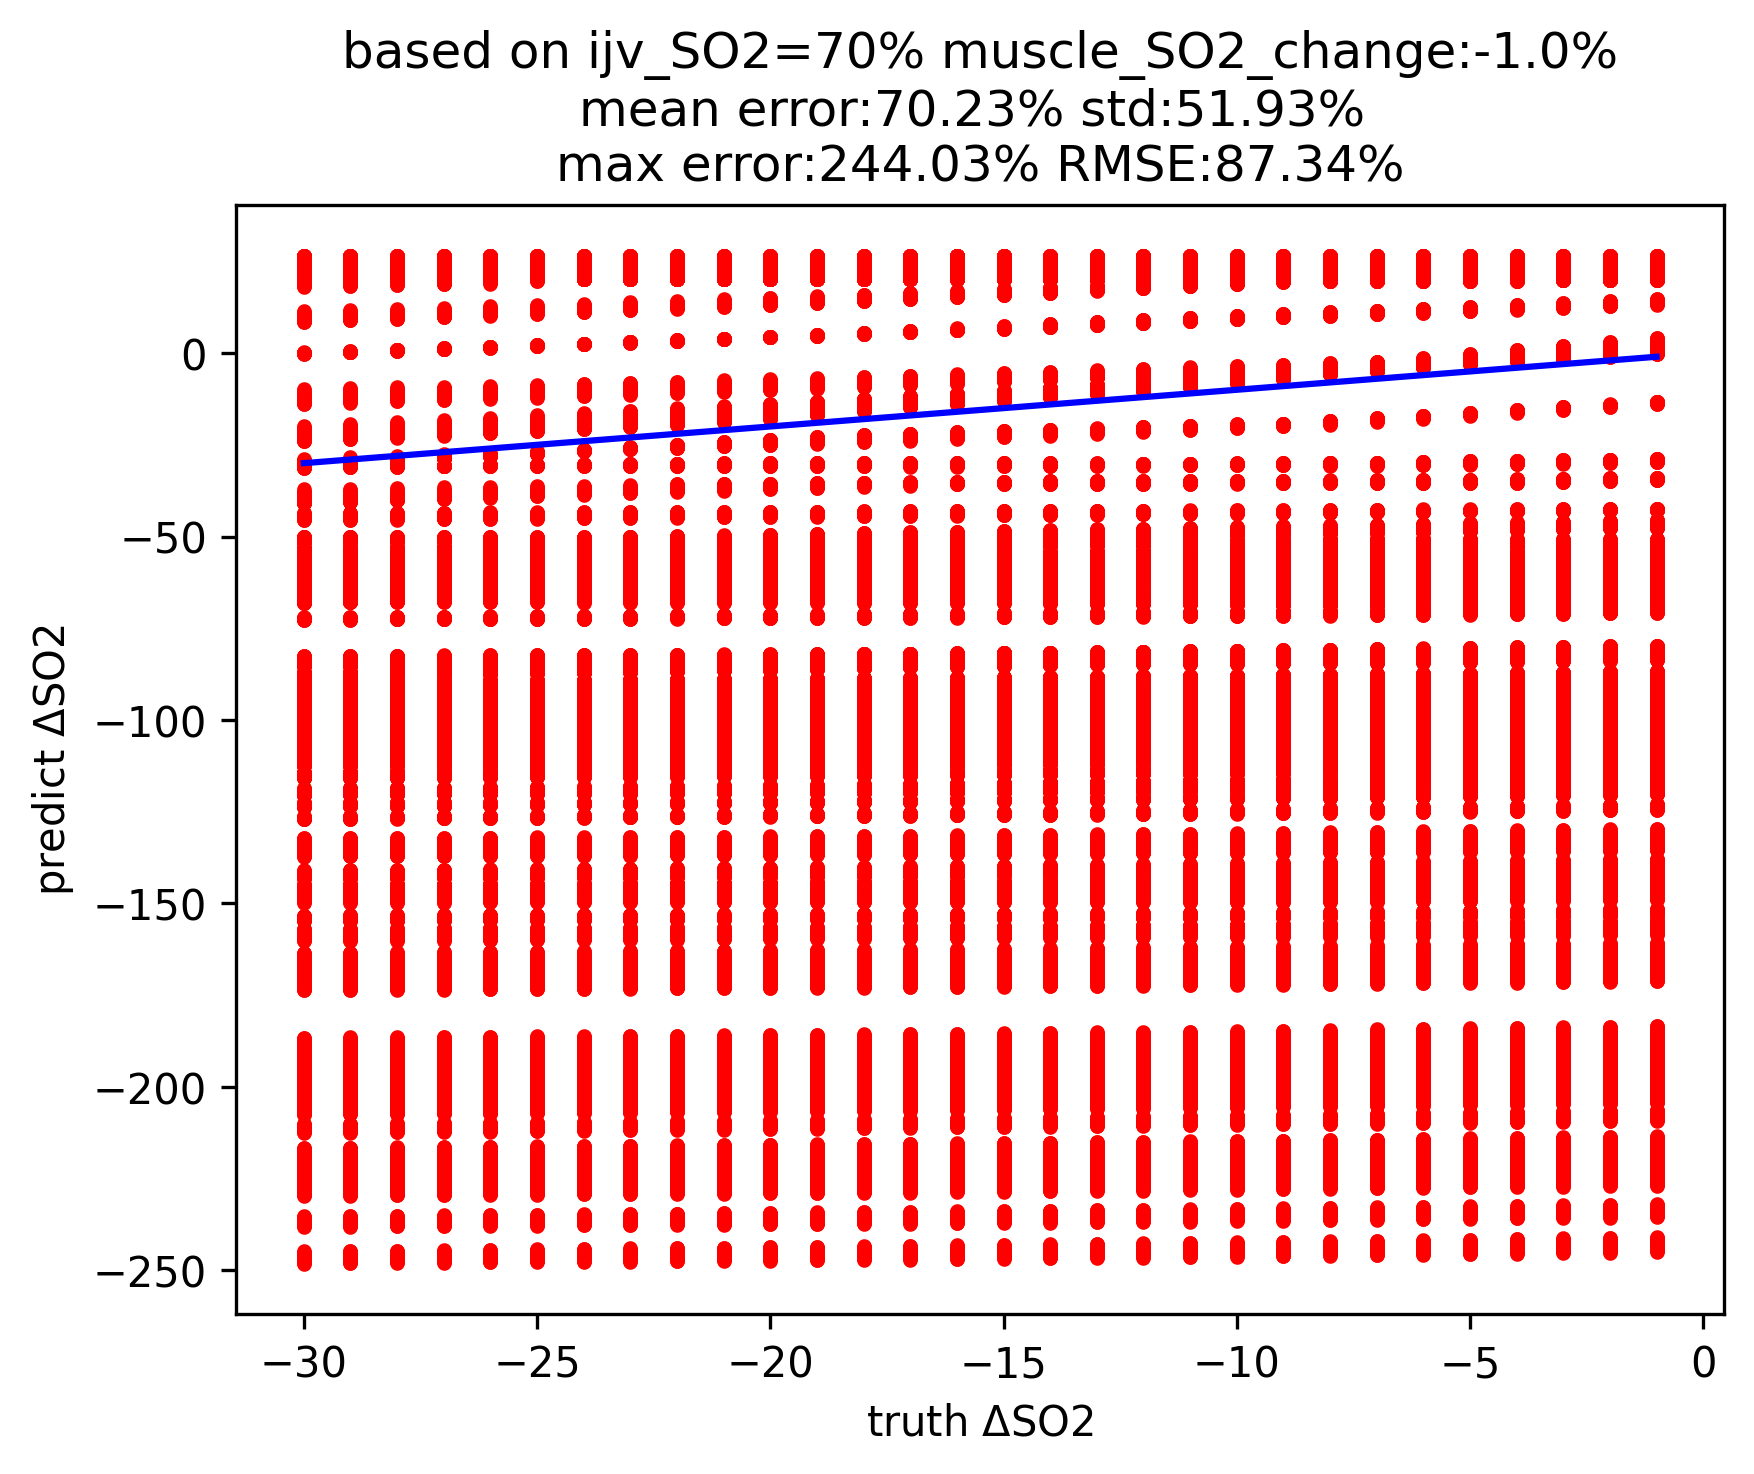 based on ijv_SO2=70% muscle_SO2_change:-1.0%
mean error:70.23% std:51.93%
max error:244.03% RMSE:87.34%
predict ΔSO2
0
−50
−100
−150
−200
−250
−30 −25 −20 −15 −10 −5 0
truth ΔSO2